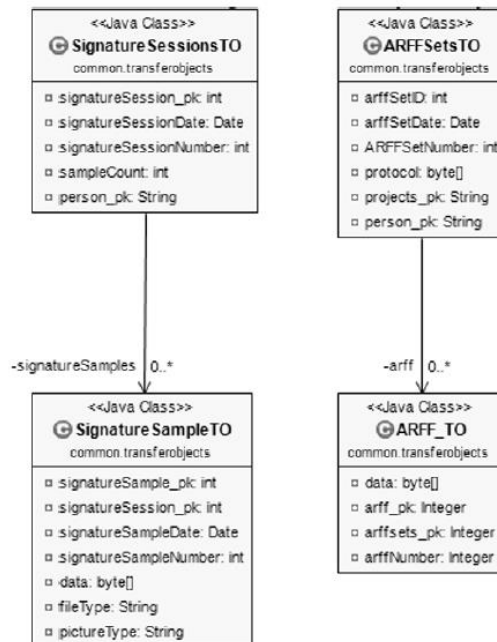 <<Java Class>>
SignatureSessionsTO
common.transferobjects
signatureSession_pk: int
signatureSessionDate: Date
signatureSessionNumber: int
sampleCount: int
person_pk: String
<<Java Class>>
ARFFSetsTO
common.transferobjects
arffSetID: int
arffSetDate: Date
ARFFSetNumber: int
protocol: byte[]
projects_pk: String
person_pk: String
-signatureSamples 0..*
-arff 0..*
<<Java Class>>
SignatureSampleTO
common.transferobjects
signatureSample_pk: int
signatureSession_pk: int
signatureSampleDate: Date
signatureSampleNumber: int
data: byte[]
fileType: String
pictureType: String
<<Java Class>>
ARFF_TO
common.transferobjects
data: byte[]
arff_pk: Integer
arffsets_pk: Integer
arffNumber: Integer